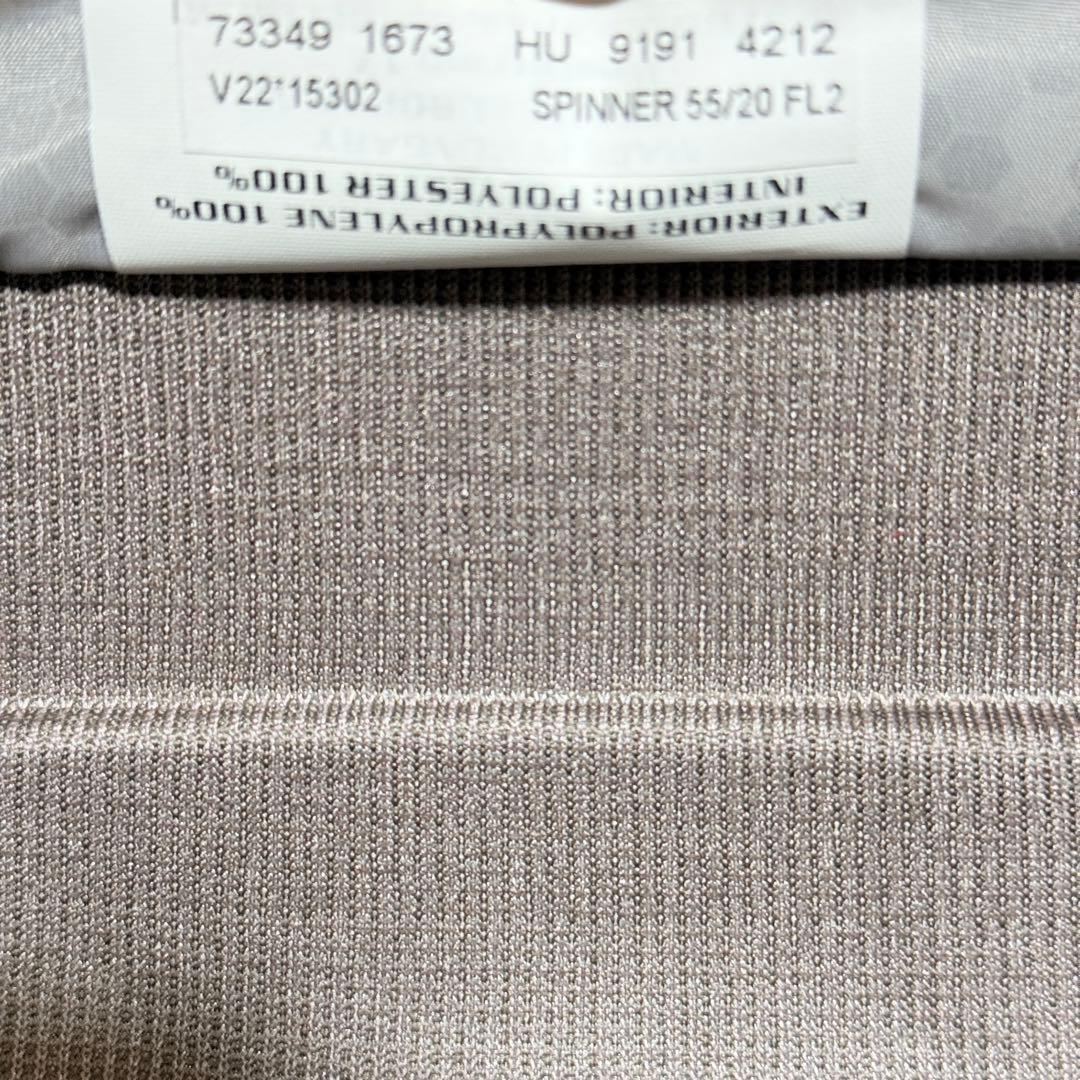 73349 1673 HU 9191 4212
V22*15302 SPINNER 55/20 FL2
EXTERIOR: POLYPROPYLENE 100%
INTERIOR: POLYESTER 100%